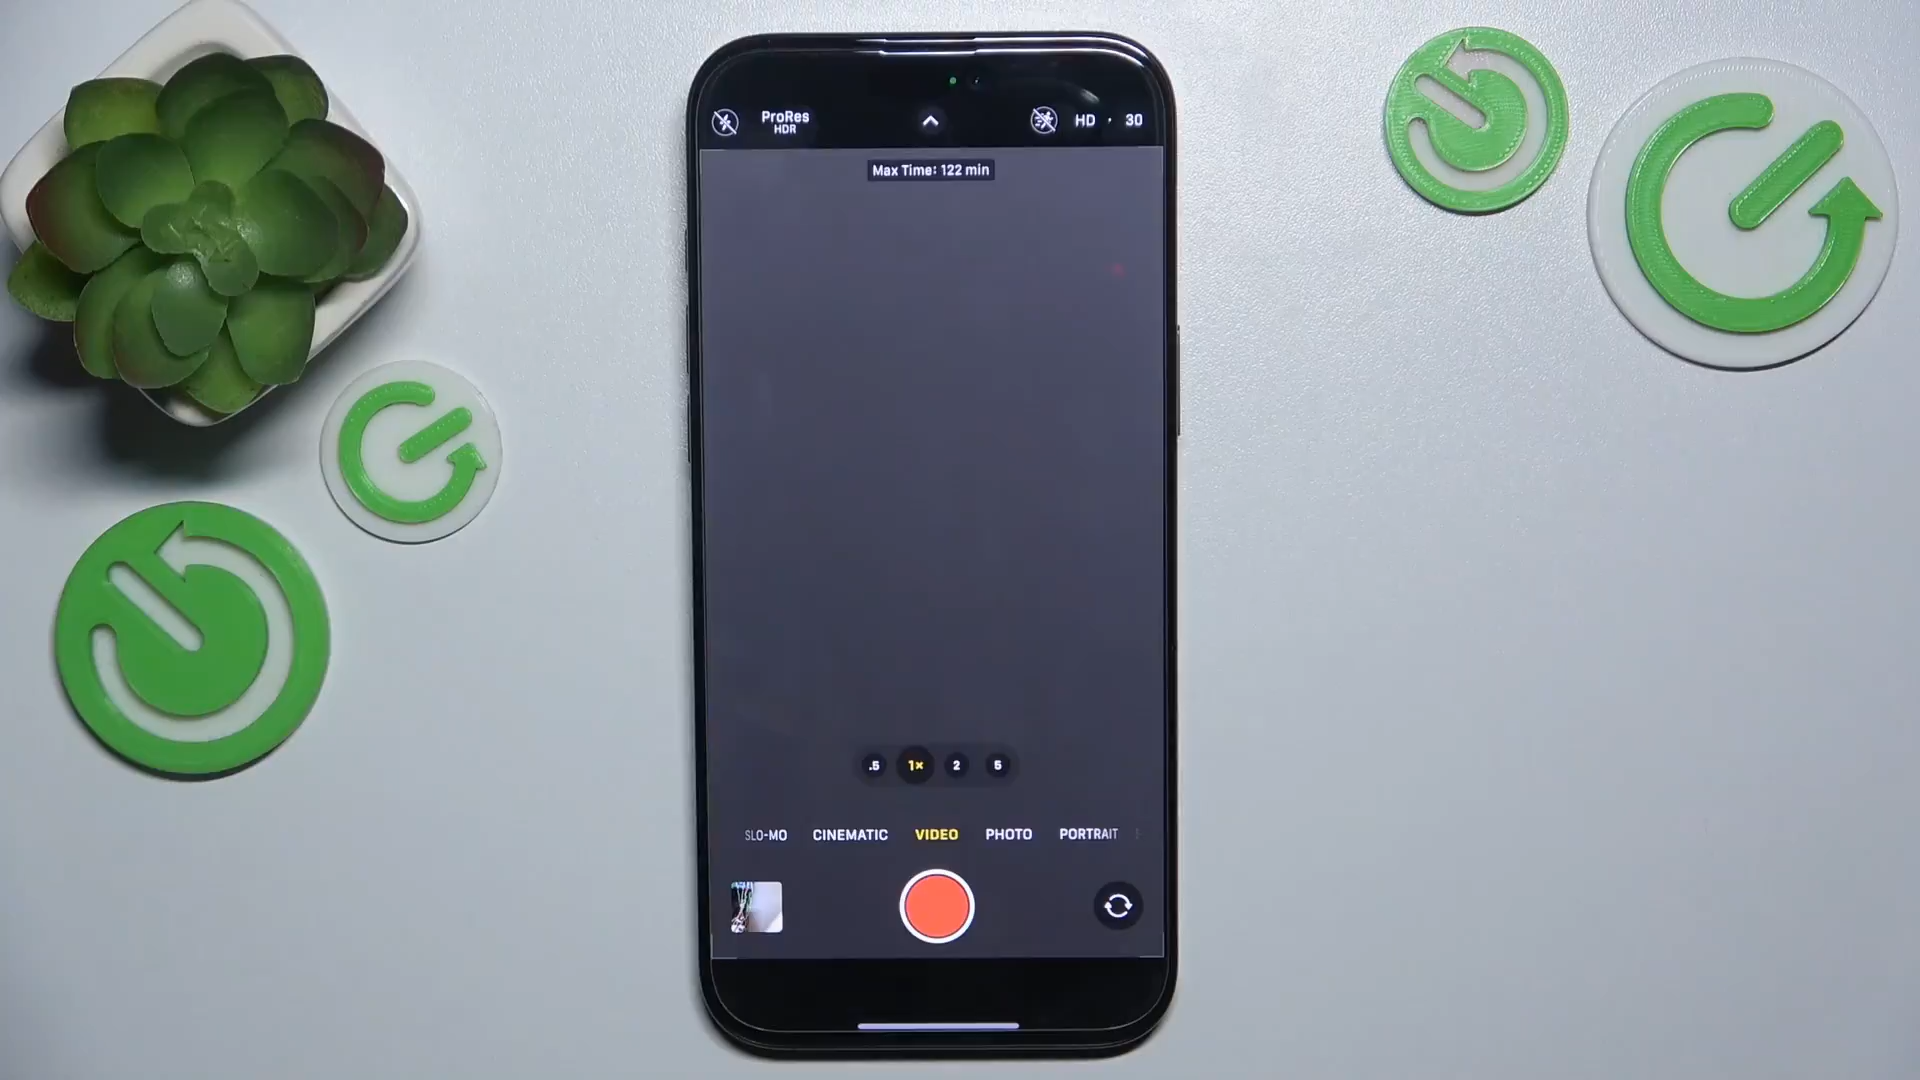 ProRes
HDR
HD · 30
Max Time: 122 min
.5 1× 2 5
SLO-MO CINEMATIC VIDEO PHOTO PORTRAIT